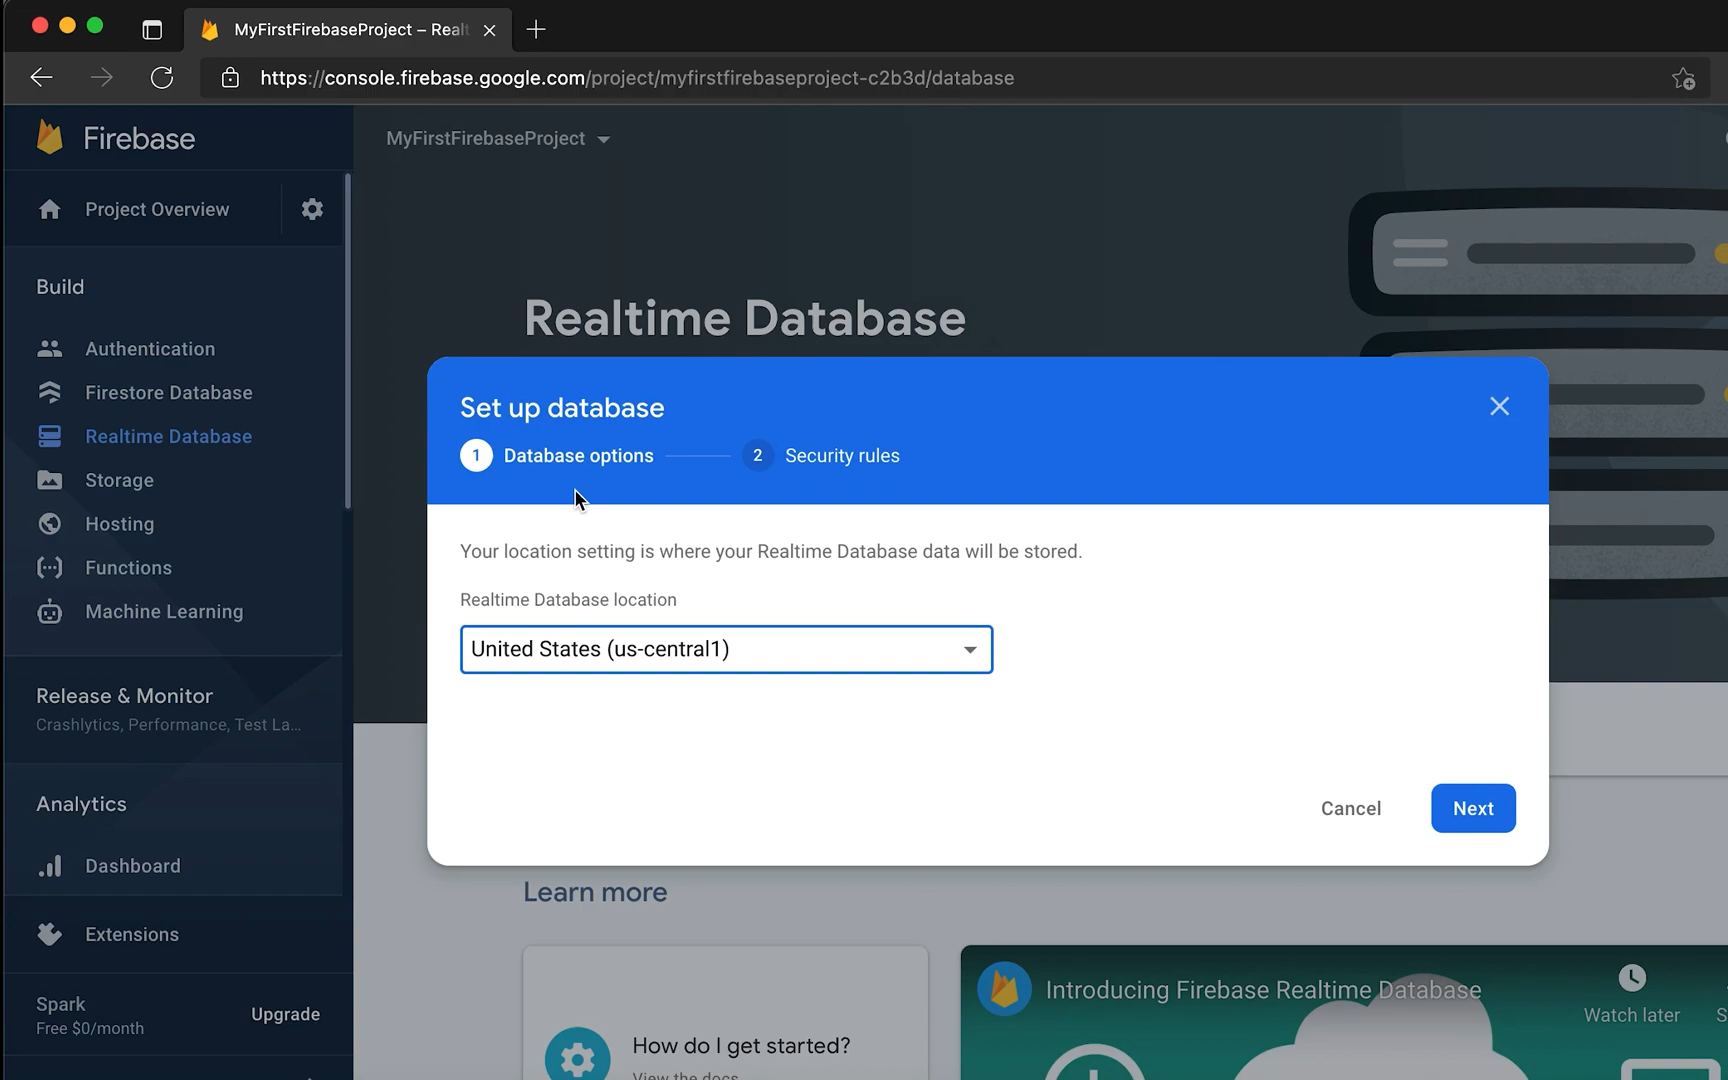 MyFirstFirebaseProject – Realt
https://console.firebase.google.com/project/myfirstfirebaseproject-c2b3d/database
Firebase
MyFirstFirebaseProject
Project Overview
Build
Authentication
Firestore Database
Realtime Database
Storage
Hosting
Functions
Machine Learning
Release & Monitor
Crashlytics, Performance, Test La...
Analytics
Dashboard
Extensions
Spark
Free $0/month
Upgrade
Realtime Database
Set up database
1 Database options
2 Security rules
Your location setting is where your Realtime Database data will be stored.
Realtime Database location
United States (us-central1)
Cancel
Next
Learn more
How do I get started?
View the docs
Introducing Firebase Realtime Database
Watch later